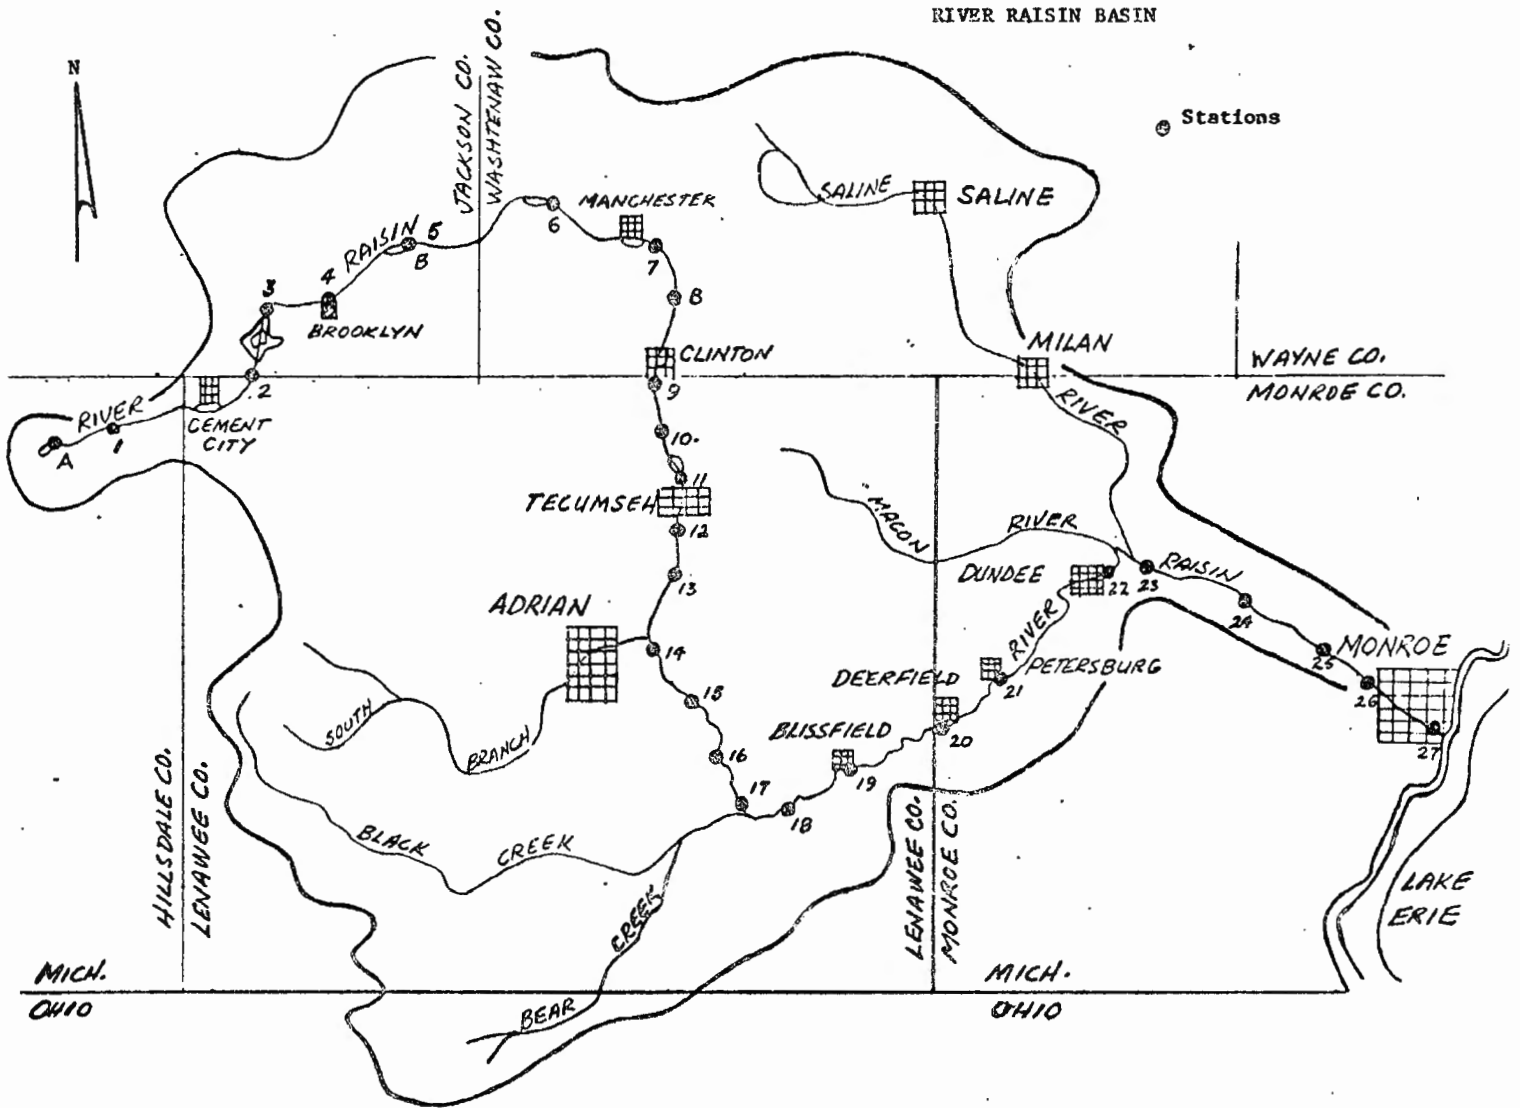 RIVER RAISIN BASIN
N
Stations
JACKSON CO.
WASHTENAW CO.
SALINE
SALINE
MANCHESTER
6
7
8
RAISIN
5
B
4
3
BROOKLYN
2
CLINTON
9
MILAN
WAYNE CO.
MONROE CO.
RIVER
RIVER
CEMENT
CITY
A
1
10.
11
TECUMSEH
12
13
MACON
RIVER
DUNDEE
22
23
RAISIN
24
25
MONROE
26
27
ADRIAN
14
15
16
17
18
RIVER
PETERSBURG
21
DEERFIELD
20
BLISSFIELD
19
SOUTH
BRANCH
BLACK
CREEK
CREEK
BEAR
HILLSDALE CO.
LENAWEE CO.
LENAWEE CO.
MONROE CO.
LAKE
ERIE
MICH.
OHIO
MICH.
OHIO